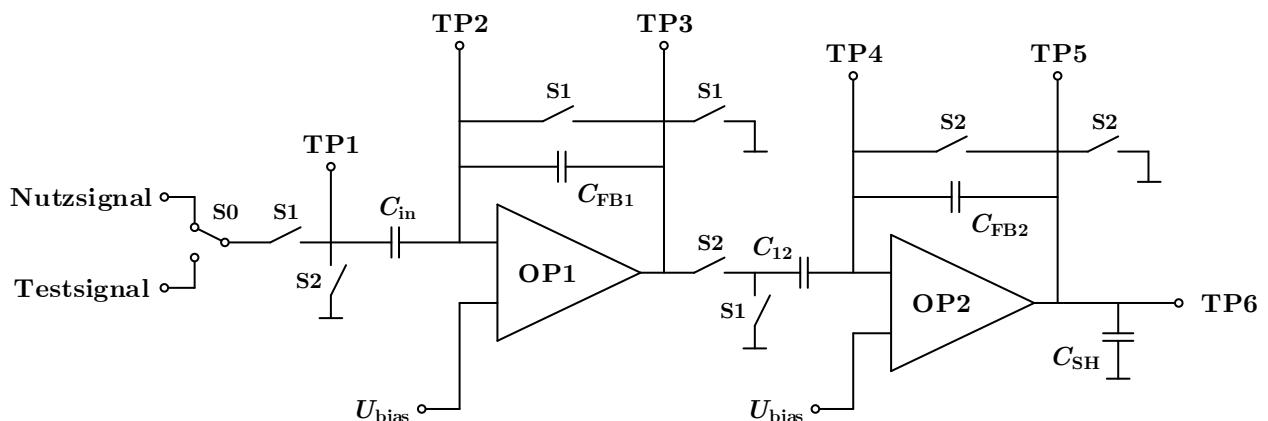 TP2
TP3
TP4
TP5
S1
S1
S2
S2
TP1
Nutzsignal
S0
S1
C_in
C_FB1
C_FB2
S2
OP1
S2
C_12
Testsignal
OP2
S1
TP6
C_SH
U_bias
U_bias